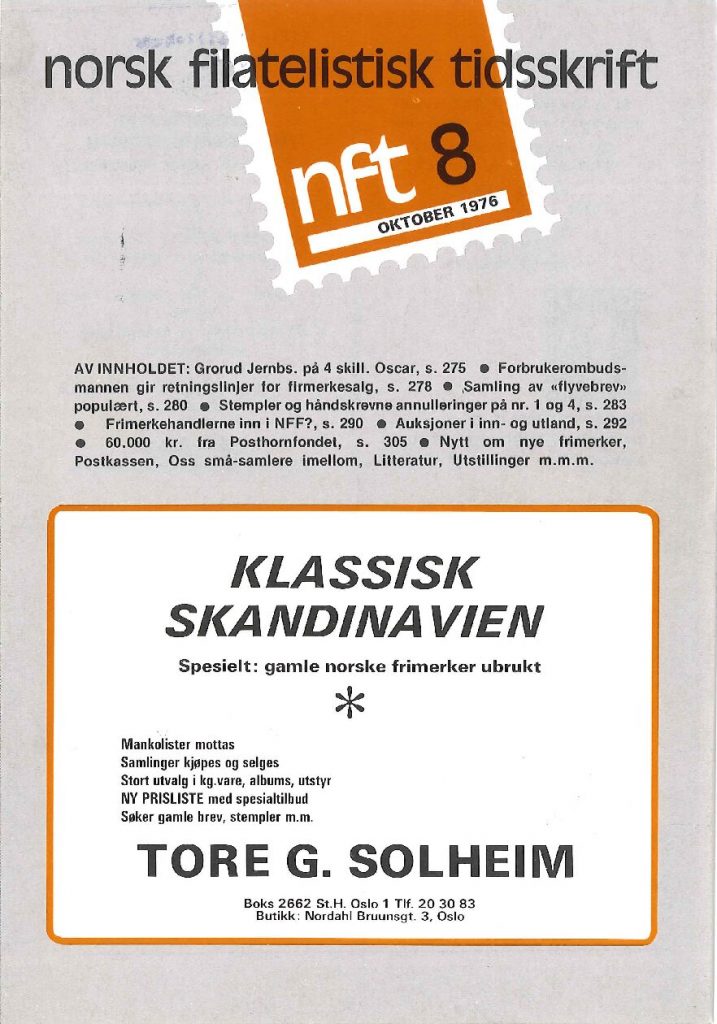 norsk filatelistisk tidsskrift
nft 8
OKTOBER 1976
AV INNHOLDET: Grorud Jernbs. på 4 skill. Oscar, s. 275 ● Forbrukerombuds-
mannen gir retningslinjer for firmerkesalg, s. 278 ● Samling av «flyvebrev»
populært, s. 280 ● Stempler og håndskrevne annulleringer på nr. 1 og 4, s. 283
● Frimerkehandlerne inn i NFF?, s. 290 ● Auksjoner i inn- og utland, s. 292
● 60.000 kr. fra Posthornfondet, s. 305 ● Nytt om nye frimerker,
Postkassen, Oss små-samlere imellom, Litteratur, Utstillinger m.m.m.
KLASSISK
SKANDINAVIEN
Spesielt: gamle norske frimerker ubrukt
*
Mankolister mottas
Samlinger kjøpes og selges
Stort utvalg i kg.vare, albums, utstyr
NY PRISLISTE med spesialtilbud
Søker gamle brev, stempler m.m.
TORE G. SOLHEIM
Boks 2662 St.H. Oslo 1 Tlf. 20 30 83
Butikk: Nordahl Bruunsgt. 3, Oslo